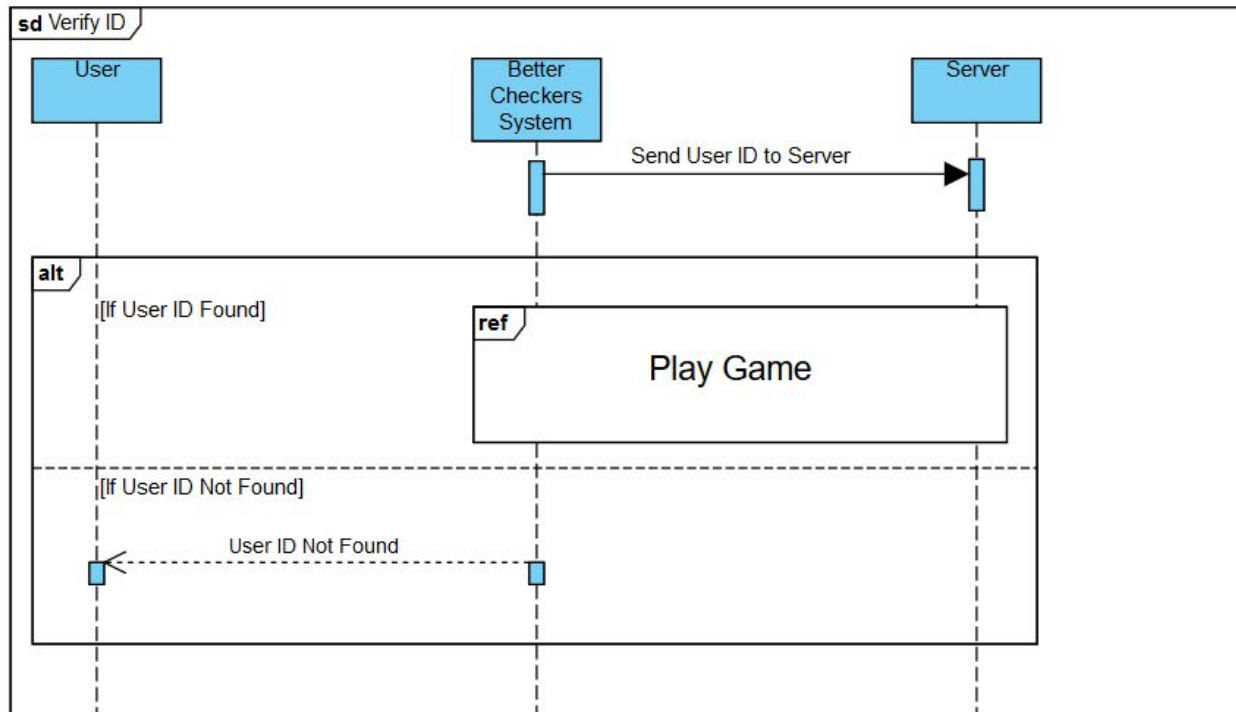 sd Verify ID
User
Better
Checkers
System
Server
Send User ID to Server
alt
[If User ID Found]
ref
Play Game
[If User ID Not Found]
User ID Not Found